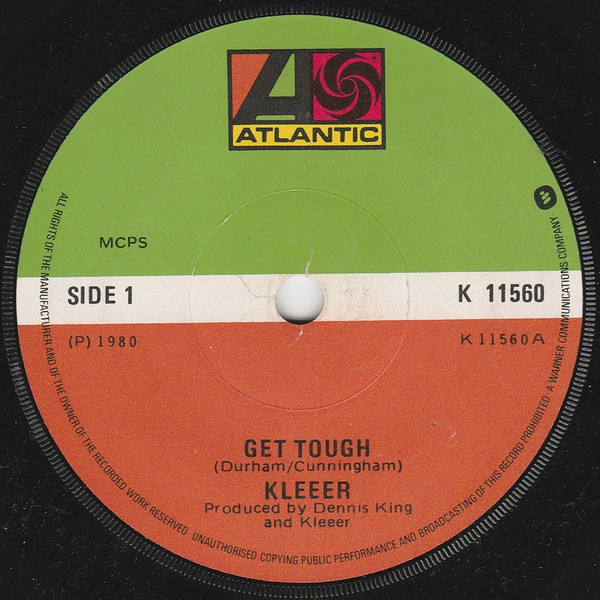 ATLANTIC
MCPS
SIDE 1
K 11560
(P) 1980
K 11560 A
GET TOUGH
(Durham/Cunningham)
KLEEER
Produced by Dennis King
and Kleeer
ALL RIGHTS OF THE MANUFACTURER AND OF THE OWNER OF THE RECORDED WORK RESERVED UNAUTHORISED COPYING PUBLIC PERFORMANCE AND BROADCASTING OF THIS RECORD PROHIBITED A WARNER COMMUNICATIONS COMPANY